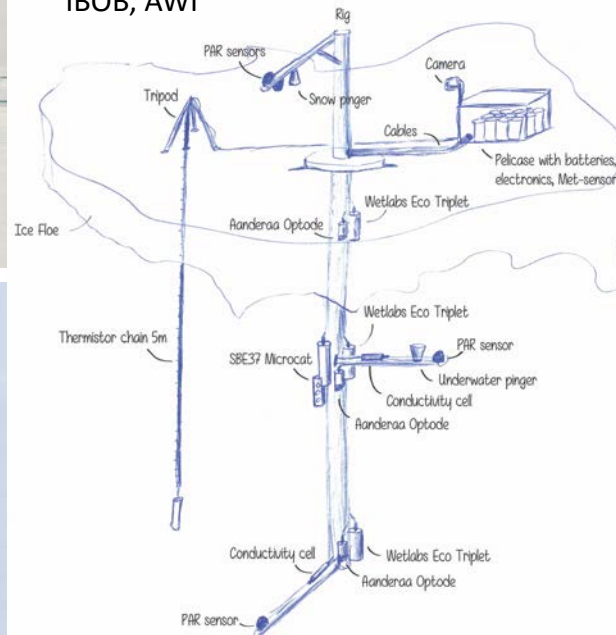 IBOB, AWI
Rig
PAR sensors
Snow pinger
Camera
Tripod
Cables
Pelicase with batteries,
electronics, Met-sensor
Wetlabs Eco Triplet
Aanderaa Optode
Ice Floe
Wetlabs Eco Triplet
Thermistor chain 5m
SBE37 Microcat
PAR sensor
Underwater pinger
Conductivity cell
Aanderaa Optode
Conductivity cell
Wetlabs Eco Triplet
Aanderaa Optode
PAR sensor